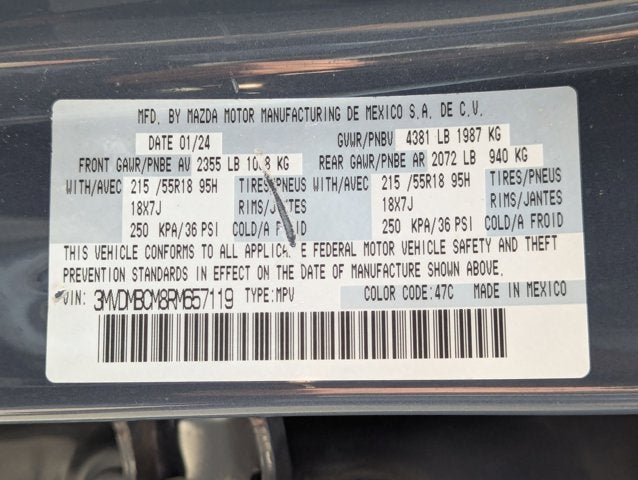 MFD. BY MAZDA MOTOR MANUFACTURING DE MEXICO S.A. DE C.V.
DATE 01/24 GVWR/PNBV 4381 LB 1987 KG
FRONT GAWR/PNBE AV 2355 LB KG REAR GAWR/PNBE AR 2072 LB 940 KG
WITH/AVEC 215 /55R18 95H TIRES/PNEUS WITH/AVEC 215 /55R18 95H TIRES/PNEUS
18X7J RIMS/JANTES 18X7J RIMS/JANTES
250 KPA/36 PSI COLD/A FROID 250 KPA/36 PSI COLD/A FROID
THIS VEHICLE CONFORMS TO ALL FEDERAL MOTOR VEHICLE SAFETY AND THEFT
PREVENTION STANDARDS IN EFFECT ON THE DATE OF MANUFACTURE SHOWN ABOVE.
VIN: 3MVDMBCM8RM657119 TYPE:MPV COLOR CODE:47C MADE IN MEXICO